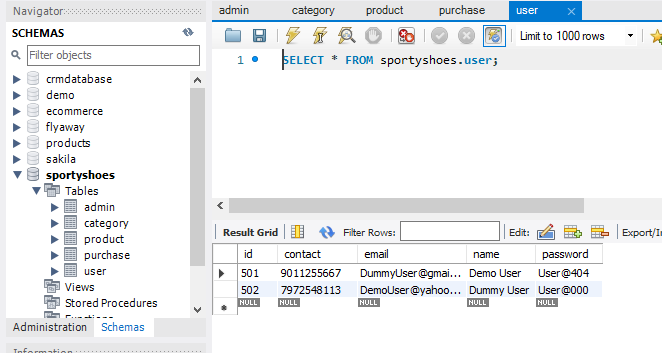 Navigator
SCHEMAS
Filter objects
crmdatabase
demo
ecommerce
flyaway
products
sakila
sportyshoes
Tables
admin
category
product
purchase
user
Views
Stored Procedures
Functions
Administration Schemas
Information
admin category product purchase user
Limit to 1000 rows
1 SELECT * FROM sportyshoes.user;
Result Grid Filter Rows: Edit: Export/In
id contact email name password
501 9011255667 DummyUser@gmai... Demo User User@404
502 7972548113 DemoUser@yahoo... Dummy User User@000
NULL NULL NULL NULL NULL